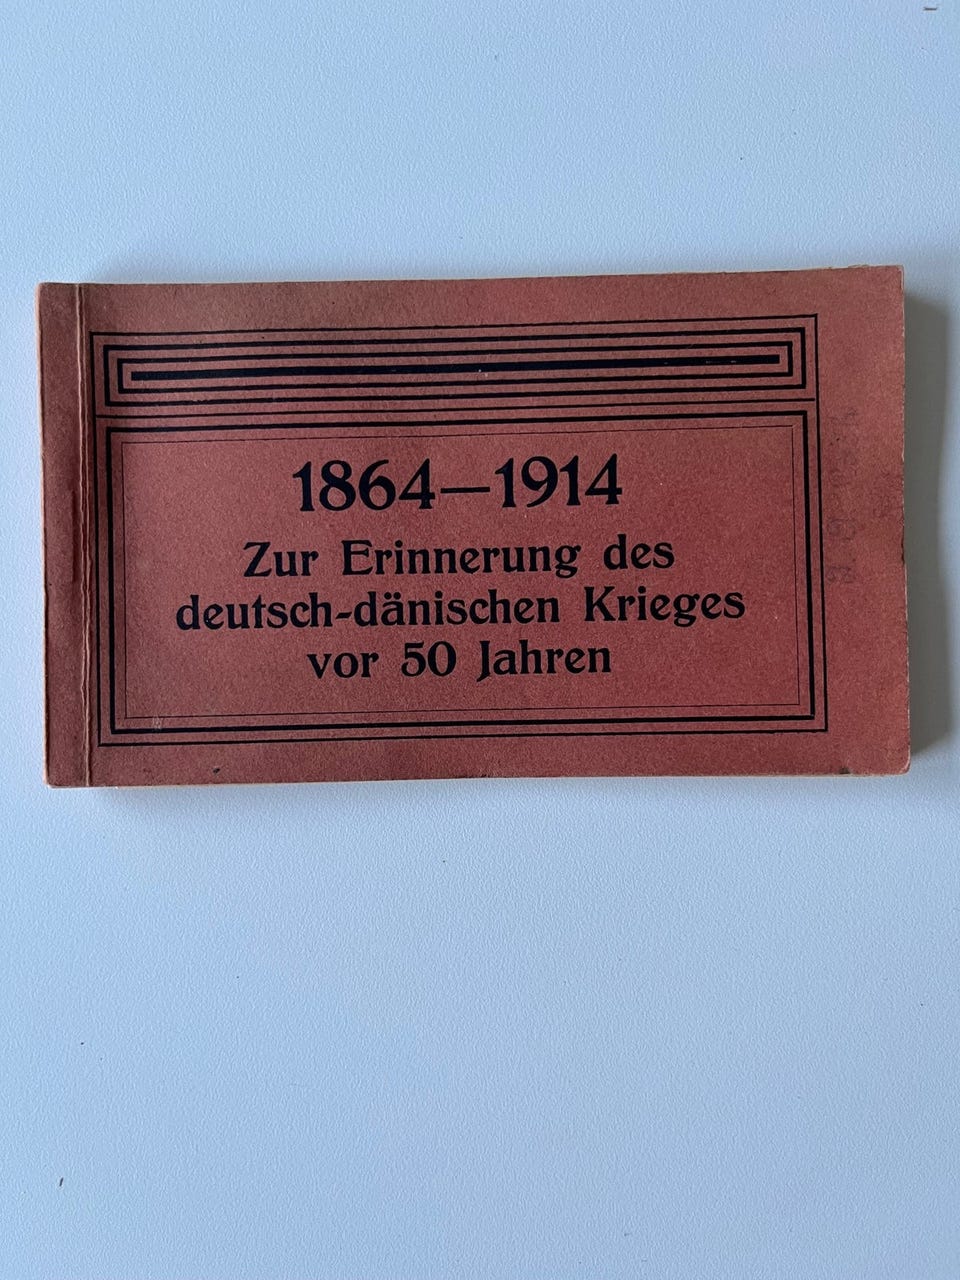 1864–1914
Zur Erinnerung des
deutsch-dänischen Krieges
vor 50 Jahren